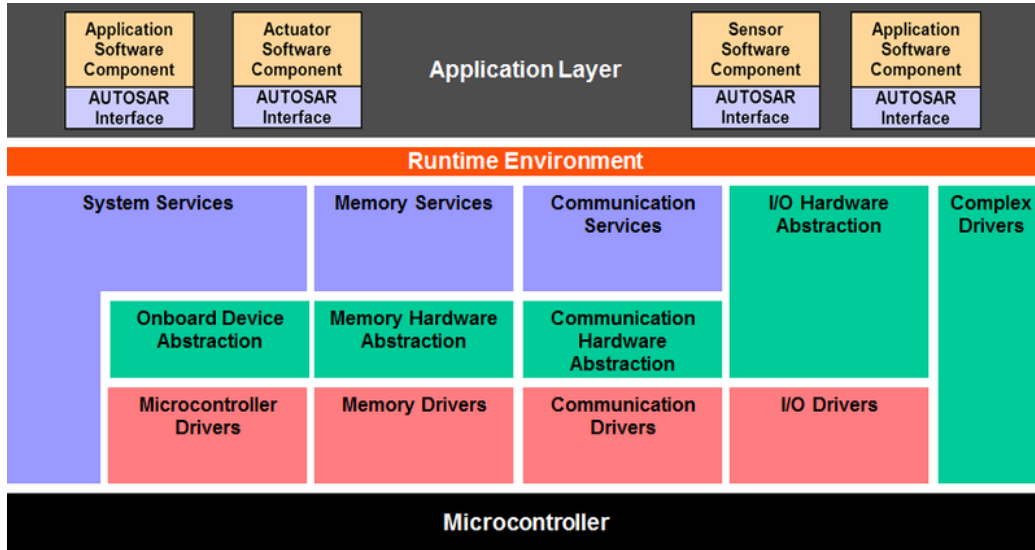 Application
Software
Component
AUTOSAR
Interface
Actuator
Software
Component
AUTOSAR
Interface
Application Layer
Sensor
Software
Component
AUTOSAR
Interface
Application
Software
Component
AUTOSAR
Interface
Runtime Environment
System Services
Memory Services
Communication
Services
I/O Hardware
Abstraction
Complex
Drivers
Onboard Device
Abstraction
Memory Hardware
Abstraction
Communication
Hardware
Abstraction
Microcontroller
Drivers
Memory Drivers
Communication
Drivers
I/O Drivers
Microcontroller